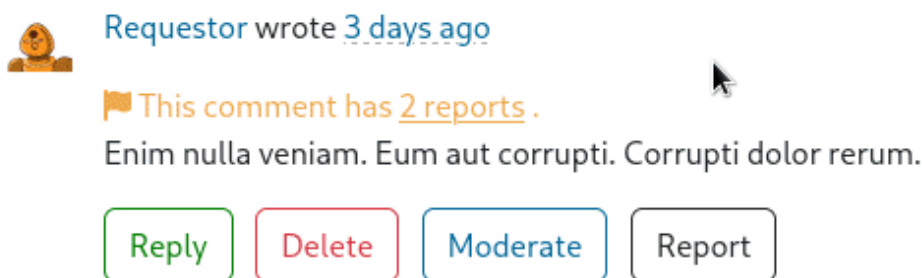 Requestor wrote 3 days ago
This comment has 2 reports .
Enim nulla veniam. Eum aut corrupti. Corrupti dolor rerum.
Reply Delete Moderate Report